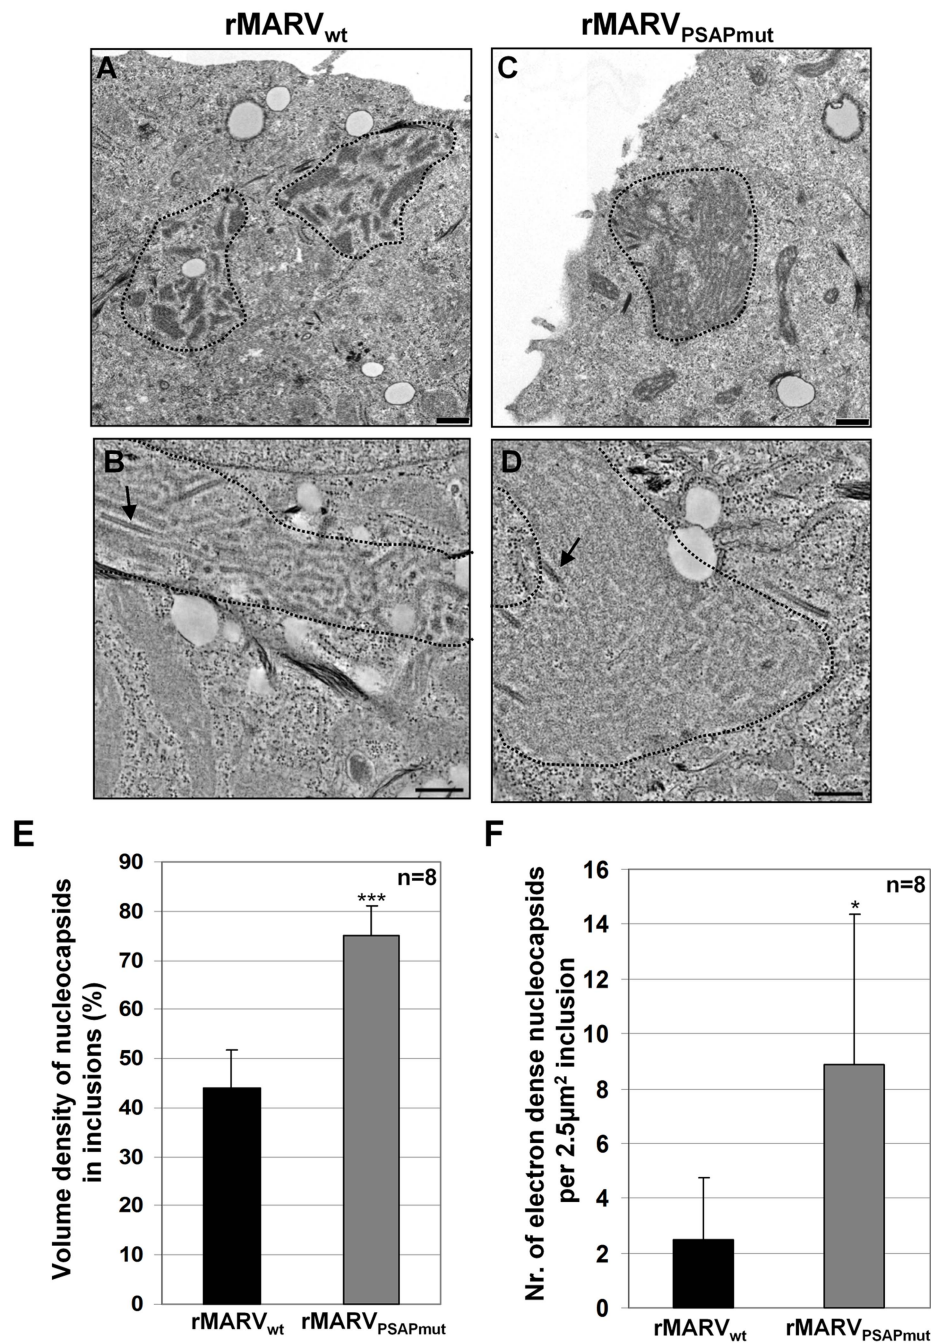 rMARVwt
rMARVPSAPmut
A
C
B
D
E
Volume density of nucleocapsids
in inclusions (%)
90
80
70
60
50
40
30
20
10
0
n=8
***
rMARVwt
rMARVPSAPmut
F
Nr. of electron dense nucleocapsids
per 2.5µm² inclusion
16
14
12
10
8
6
4
2
0
n=8
*
rMARVwt
rMARVPSAPmut